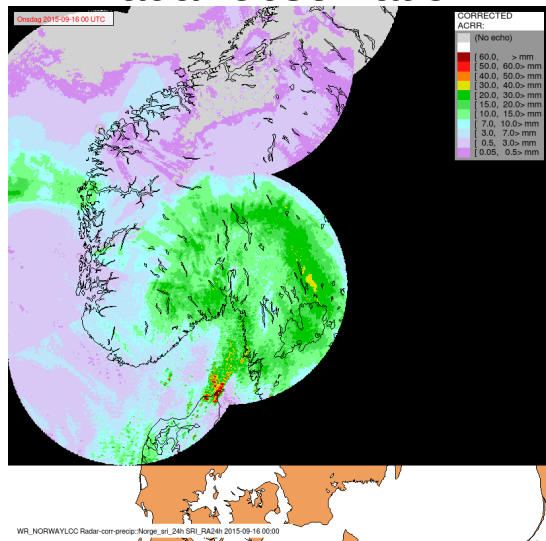 Onsdag 2015-09-16 00 UTC
CORRECTED
ACRR:
(No echo)
[ 60.0, > mm
[ 50.0, 60.0> mm
[ 40.0, 50.0> mm
[ 30.0, 40.0> mm
[ 20.0, 30.0> mm
[ 15.0, 20.0> mm
[ 10.0, 15.0> mm
[ 7.0, 10.0> mm
[ 3.0, 7.0> mm
[ 0.5, 3.0> mm
[ 0.05, 0.5> mm
WR_NORWAYLCC Radar-corr-precip::Norge_sri_24h SRI_RA24h 2015-09-16 00:00